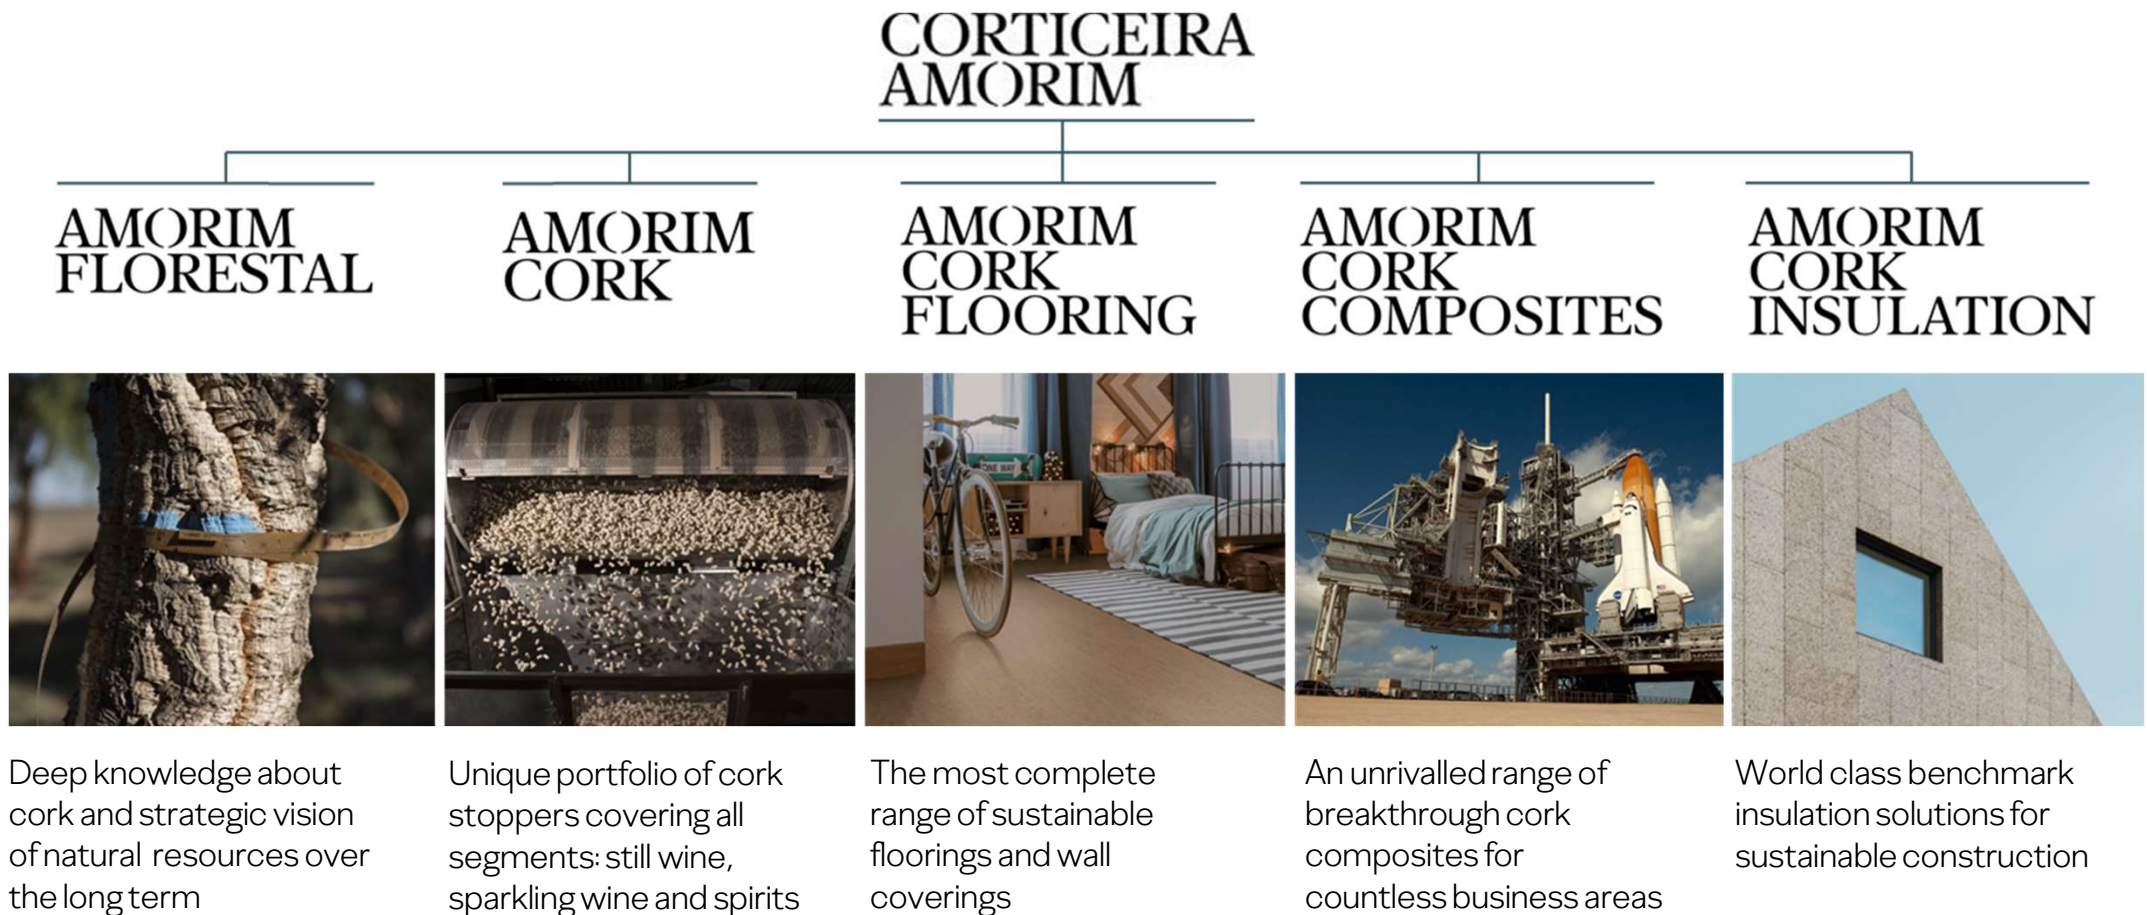 CORTICEIRA
AMORIM
AMORIM
FLORESTAL
AMORIM
CORK
AMORIM
CORK
FLOORING
AMORIM
CORK
COMPOSITES
AMORIM
CORK
INSULATION
ONE WAY
Deep knowledge about
cork and strategic vision
of natural resources over
the long term
Unique portfolio of cork
stoppers covering all
segments: still wine,
sparkling wine and spirits
The most complete
range of sustainable
floorings and wall
coverings
An unrivalled range of
breakthrough cork
composites for
countless business areas
World class benchmark
insulation solutions for
sustainable construction